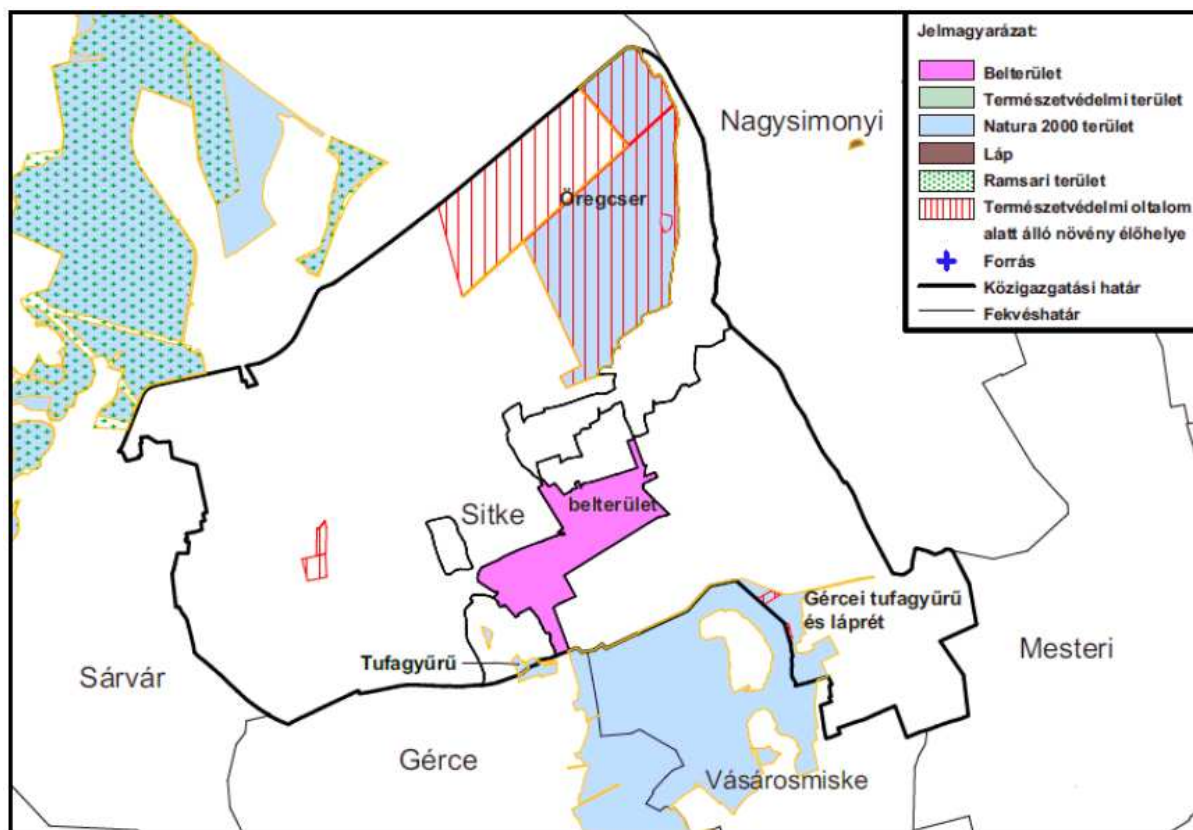 Jelmagyarázat:
Belterület
Természetvédelmi terület
Natura 2000 terület
Láp
Ramsari terület
Természetvédelmi oltalom
alatt álló növény élőhelye
Forrás
Közigazgatási határ
Fekvéshatár
Nagysimonyi
Öregcser
Sitke
belterület
Gércei tufagyűrű
és láprét
Tufagyűrű
Mesteri
Sárvár
Gérce
Vásárosmiske